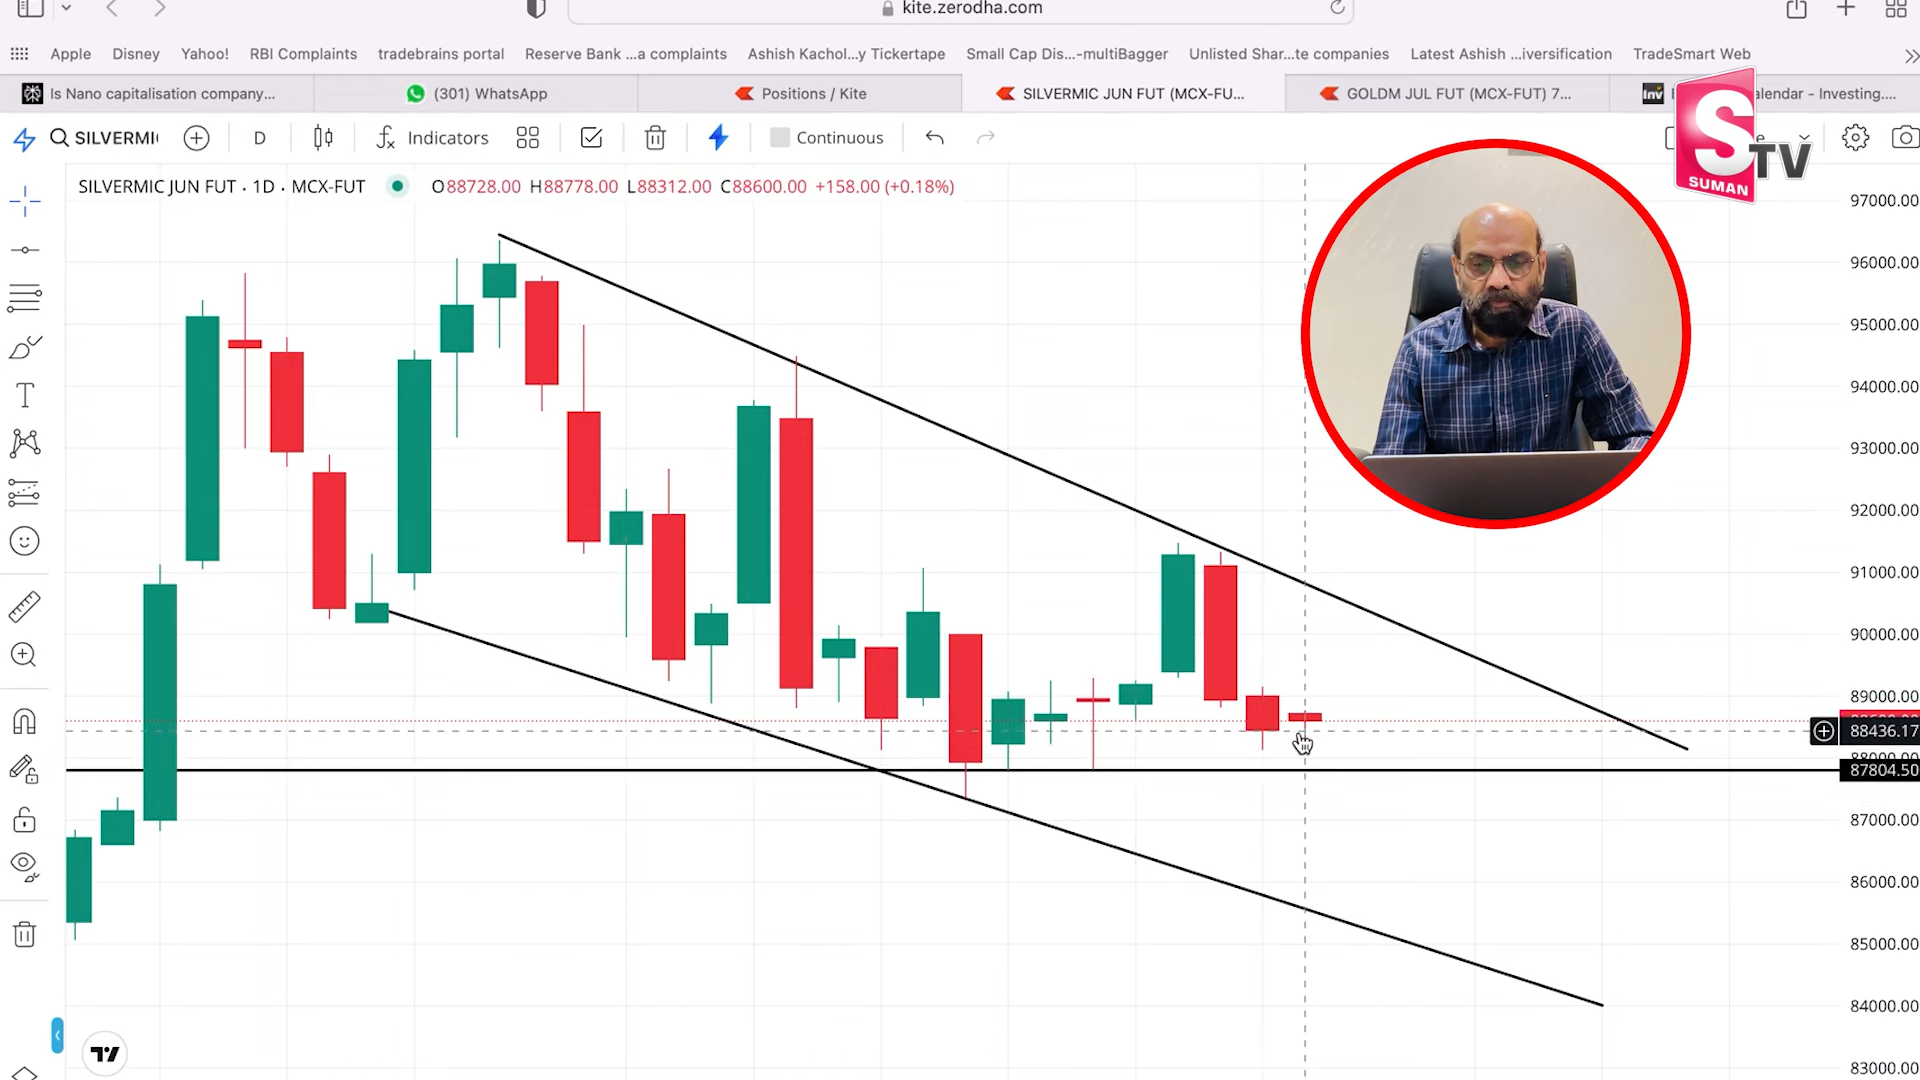 kite.zerodha.com
Apple Disney Yahoo! RBI Complaints tradebrains portal Reserve Bank ...a complaints Ashish Kachol...y Tickertape Small Cap Dis...-multiBagger Unlisted Shar...te companies Latest Ashish ...iversification TradeSmart Web
Is Nano capitalisation company... (301) WhatsApp Positions / Kite SILVERMIC JUN FUT (MCX-FU... GOLDM JUL FUT (MCX-FUT) 7... Inv alendar - Investing....
S
TV
SUMAN
SILVERMI D Indicators Continuous
SILVERMIC JUN FUT · 1D · MCX-FUT O88728.00 H88778.00 L88312.00 C88600.00 +158.00 (+0.18%)
97000.00
96000.00
95000.00
94000.00
93000.00
92000.00
91000.00
90000.00
89000.00
88436.17
87804.50
87000.00
86000.00
85000.00
84000.00
83000.00